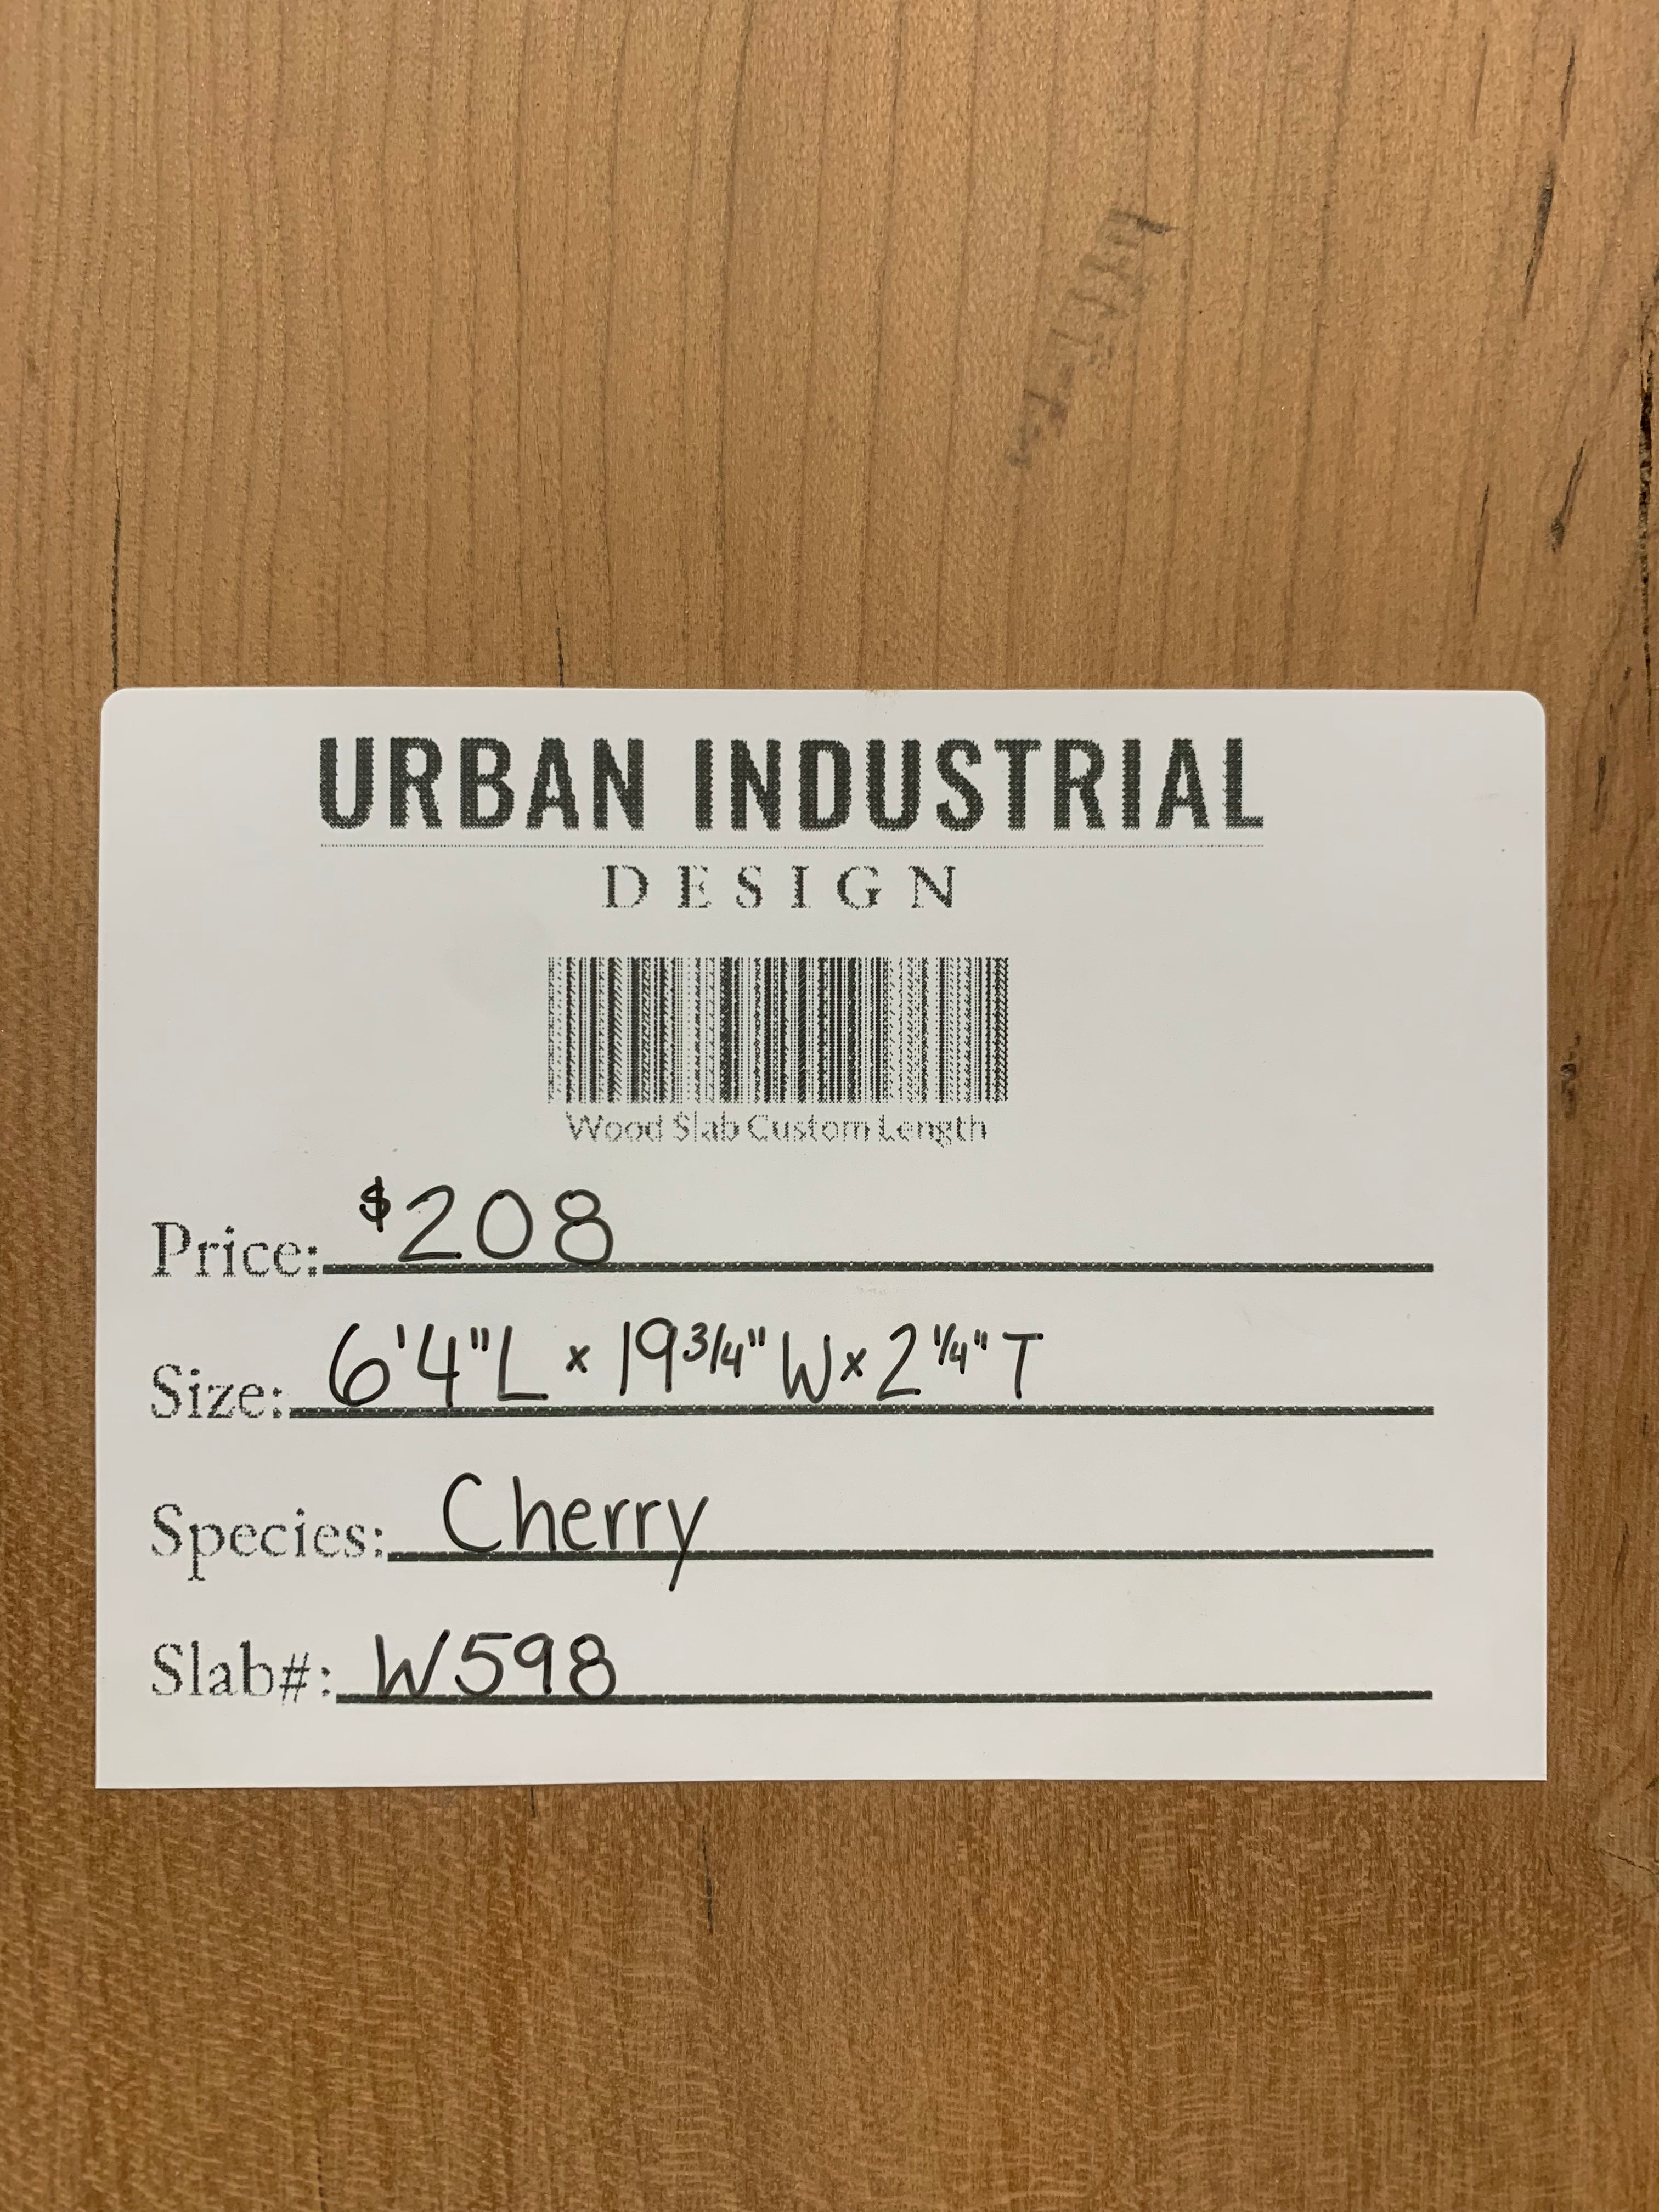 URBAN INDUSTRIAL
DESIGN
Wood Slab Custom Length
Price: $208
Size: 6'4"L x 19 3/4" W x 2 1/4" T
Species: Cherry
Slab#: W598